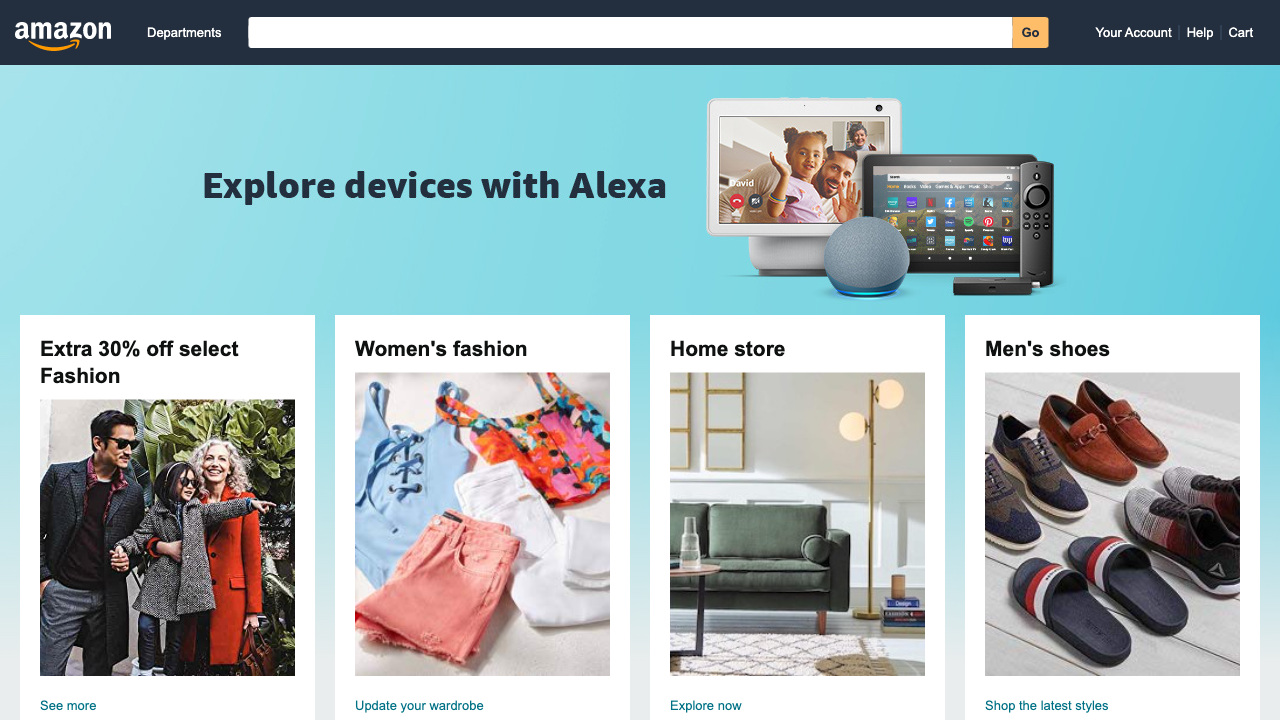 amazon
Departments
Go
Your Account
Help
Cart
Explore devices with Alexa
David
Extra 30% off select
Fashion
Women's fashion
Home store
Men's shoes
See more
Update your wardrobe
Explore now
Shop the latest styles